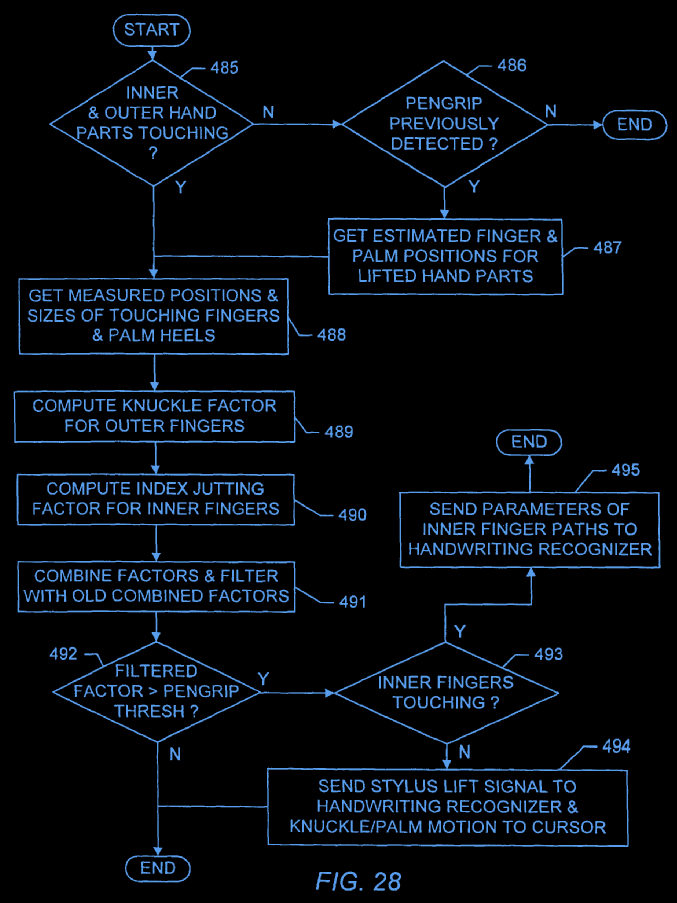 START
485
INNER
& OUTER HAND
PARTS TOUCHING
?
N
Y
486
PENGRIP
PREVIOUSLY
DETECTED ?
N
END
Y
GET ESTIMATED FINGER &
PALM POSITIONS FOR
LIFTED HAND PARTS
487
GET MEASURED POSITIONS &
SIZES OF TOUCHING FINGERS
& PALM HEELS
488
COMPUTE KNUCKLE FACTOR
FOR OUTER FINGERS
489
COMPUTE INDEX JUTTING
FACTOR FOR INNER FINGERS
490
COMBINE FACTORS & FILTER
WITH OLD COMBINED FACTORS
491
492
FILTERED
FACTOR > PENGRIP
THRESH ?
Y
N
493
INNER FINGERS
TOUCHING ?
Y
N
END
495
SEND PARAMETERS OF
INNER FINGER PATHS TO
HANDWRITING RECOGNIZER
494
SEND STYLUS LIFT SIGNAL TO
HANDWRITING RECOGNIZER &
KNUCKLE/PALM MOTION TO CURSOR
END
FIG. 28